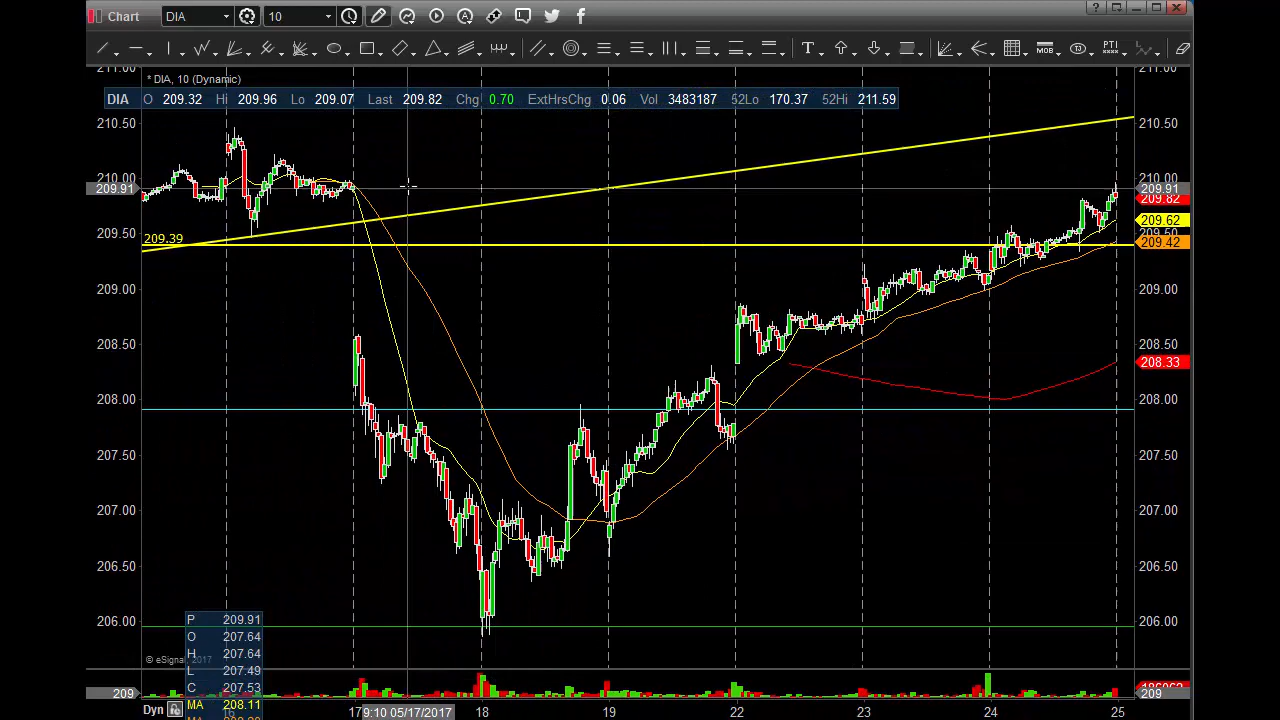 Chart DIA 10
T MOB PTI
* DIA, 10 (Dynamic)
DIA O 209.32 Hi 209.96 Lo 209.07 Last 209.82 Chg 0.70 ExtHrsChg 0.06 Vol 3483187 52Lo 170.37 52Hi 211.59
211.00 211.00
210.50 210.50
210.00 210.00
209.91 209.91
209.82
209.62
209.50 209.50
209.39
209.42
209.00 209.00
208.50 208.50
208.33
208.00 208.00
207.50 207.50
207.00 207.00
206.50 206.50
206.00 206.00
P 209.91
O 207.64
H 207.64
L 207.49
C 207.53
MA 208.11
© eSignal, 2017
209 209
Dyn 16 17 9:10 05/17/2017 18 19 22 23 24 25